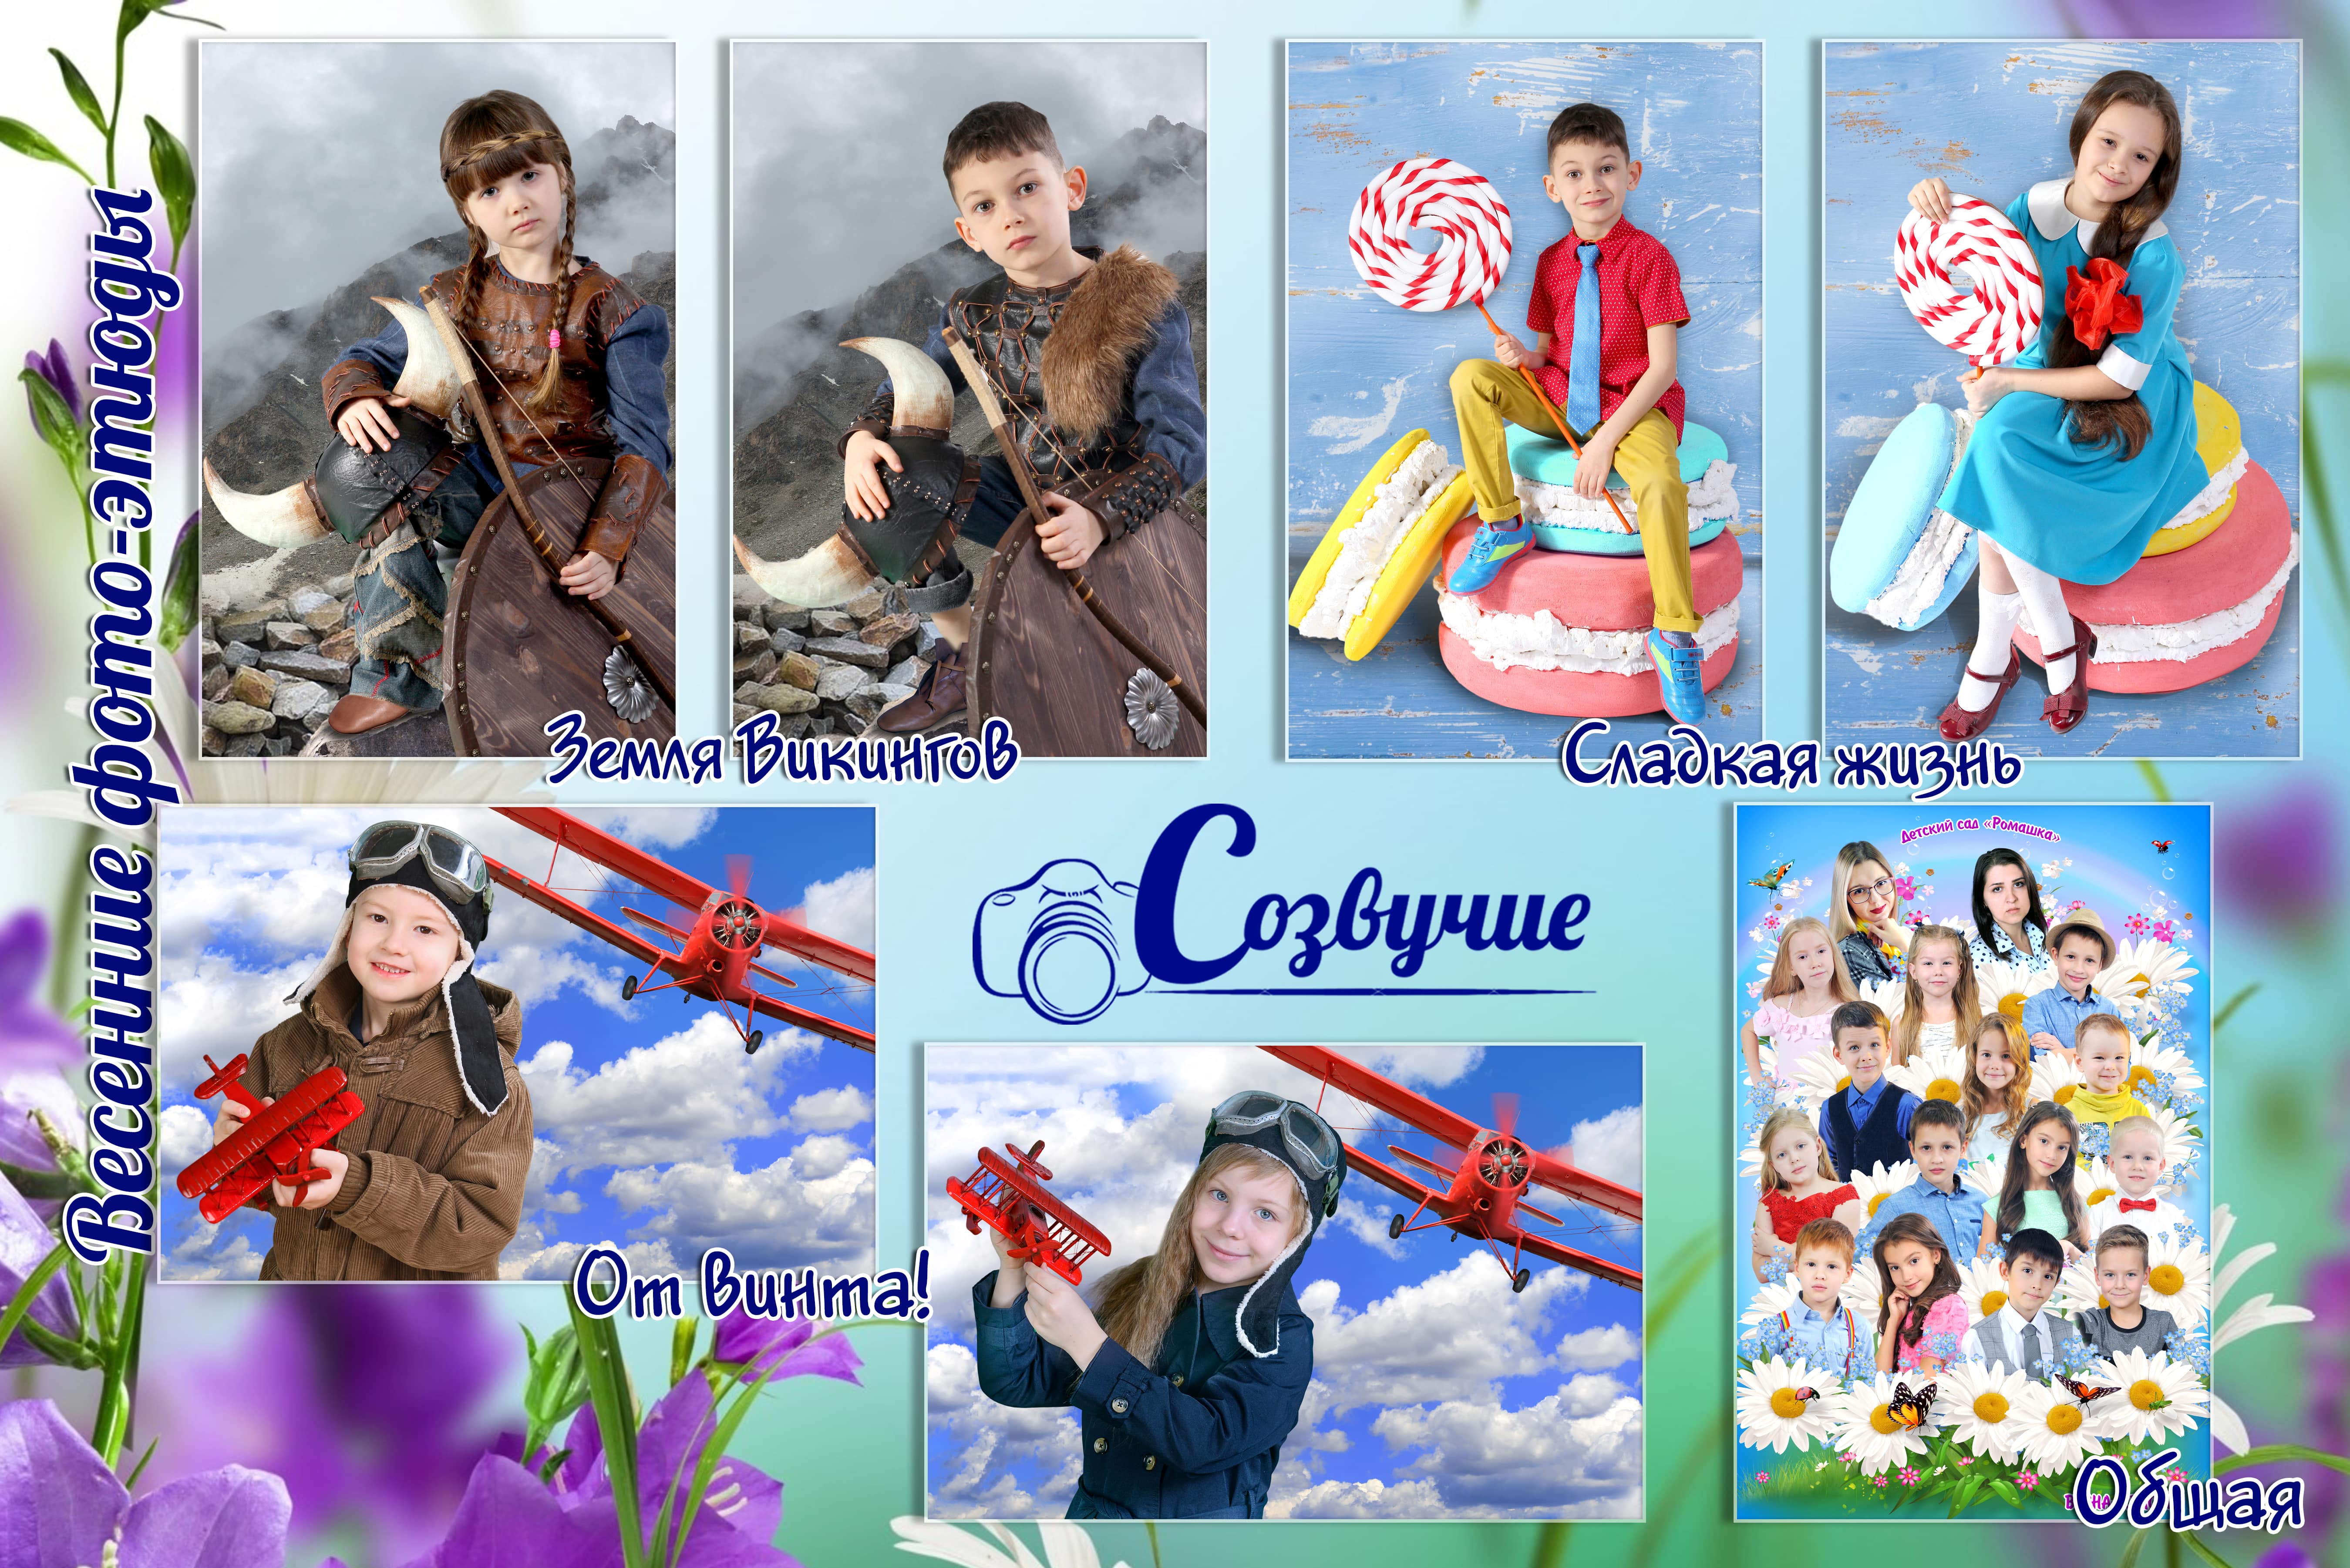 Весенние фото-этюды
Земля Викингов
Сладкая жизнь
Созвучие
Детский сад «Ромашка»
От винта!
Общая